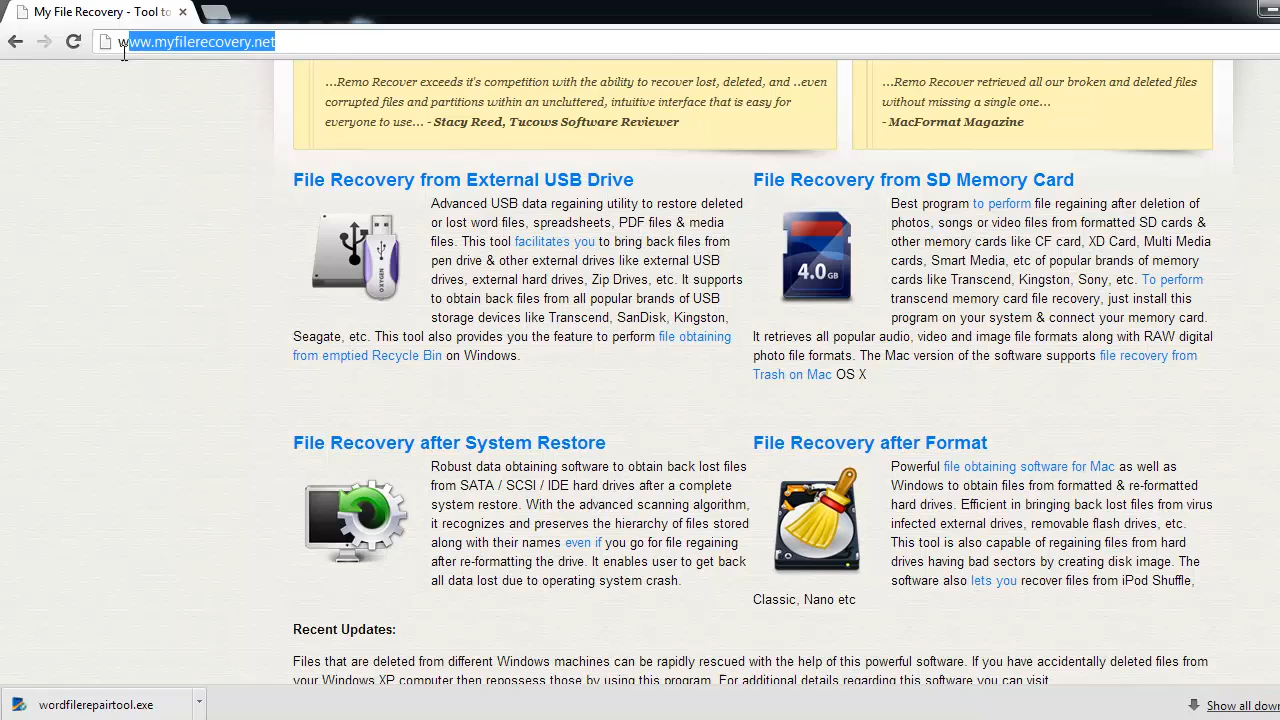 My File Recovery - Tool to
www.myfilerecovery.net
...Remo Recover exceeds it's competition with the ability to recover lost, deleted, and ..even
corrupted files and partitions within an uncluttered, intuitive interface that is easy for
everyone to use... - Stacy Reed, Tucows Software Reviewer
...Remo Recover retrieved all our broken and deleted files
without missing a single one...
- MacFormat Magazine
File Recovery from External USB Drive
Advanced USB data regaining utility to restore deleted
or lost word files, spreadsheets, PDF files & media
files. This tool facilitates you to bring back files from
pen drive & other external drives like external USB
drives, external hard drives, Zip Drives, etc. It supports
to obtain back files from all popular brands of USB
storage devices like Transcend, SanDisk, Kingston,
Seagate, etc. This tool also provides you the feature to perform file obtaining
from emptied Recycle Bin on Windows.
OXYGEN
File Recovery from SD Memory Card
Best program to perform file regaining after deletion of
photos, songs or video files from formatted SD cards &
other memory cards like CF card, XD Card, Multi Media
cards, Smart Media, etc of popular brands of memory
cards like Transcend, Kingston, Sony, etc. To perform
transcend memory card file recovery, just install this
program on your system & connect your memory card.
It retrieves all popular audio, video and image file formats along with RAW digital
photo file formats. The Mac version of the software supports file recovery from
Trash on Mac OS X
4.0GB
File Recovery after System Restore
Robust data obtaining software to obtain back lost files
from SATA / SCSI / IDE hard drives after a complete
system restore. With the advanced scanning algorithm,
it recognizes and preserves the hierarchy of files stored
along with their names even if you go for file regaining
after re-formatting the drive. It enables user to get back
all data lost due to operating system crash.
File Recovery after Format
Powerful file obtaining software for Mac as well as
Windows to obtain files from formatted & re-formatted
hard drives. Efficient in bringing back lost files from virus
infected external drives, removable flash drives, etc.
This tool is also capable of regaining files from hard
drives having bad sectors by creating disk image. The
software also lets you recover files from iPod Shuffle,
Classic, Nano etc
Recent Updates:
Files that are deleted from different Windows machines can be rapidly rescued with the help of this powerful software. If you have accidentally deleted files from
your Windows XP computer then repossess those by using this program. For additional details regarding this software you can visit
wordfilerepairtool.exe
Show all down